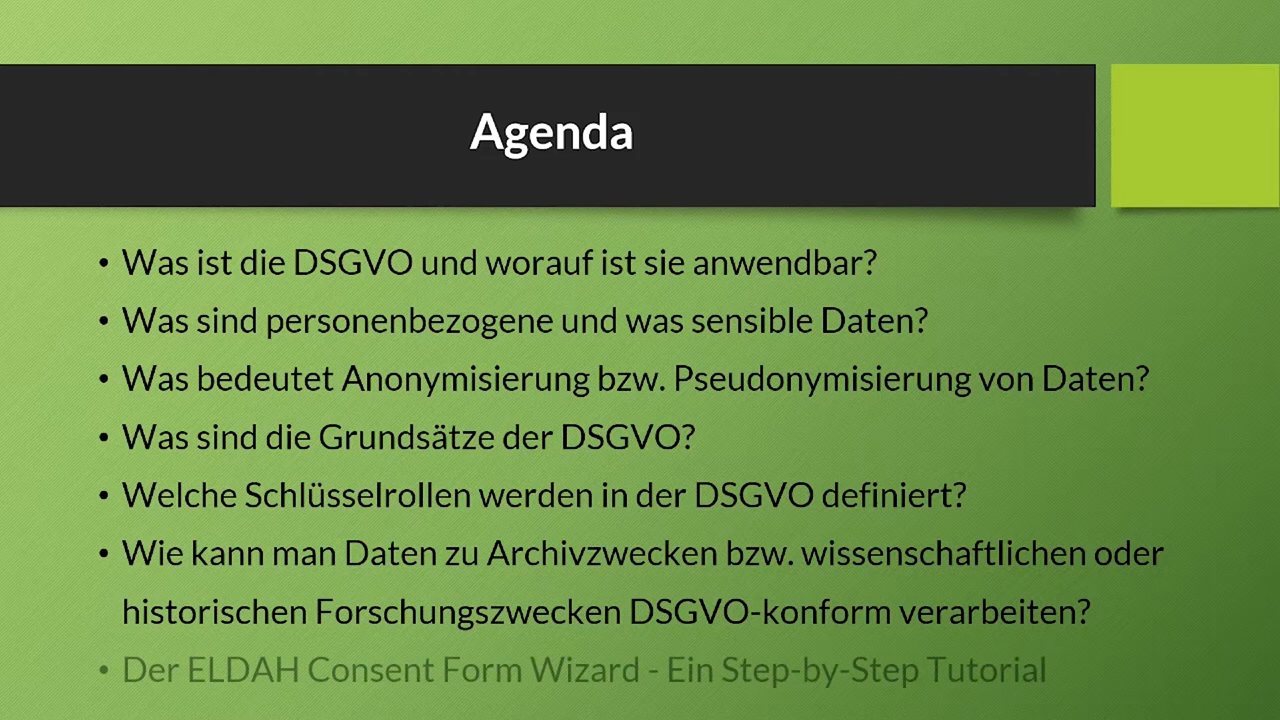 Agenda
• Was ist die DSGVO und worauf ist sie anwendbar?
• Was sind personenbezogene und was sensible Daten?
• Was bedeutet Anonymisierung bzw. Pseudonymisierung von Daten?
• Was sind die Grundsätze der DSGVO?
• Welche Schlüsselrollen werden in der DSGVO definiert?
• Wie kann man Daten zu Archivzwecken bzw. wissenschaftlichen oder
historischen Forschungszwecken DSGVO-konform verarbeiten?
• Der ELDAH Consent Form Wizard - Ein Step-by-Step Tutorial